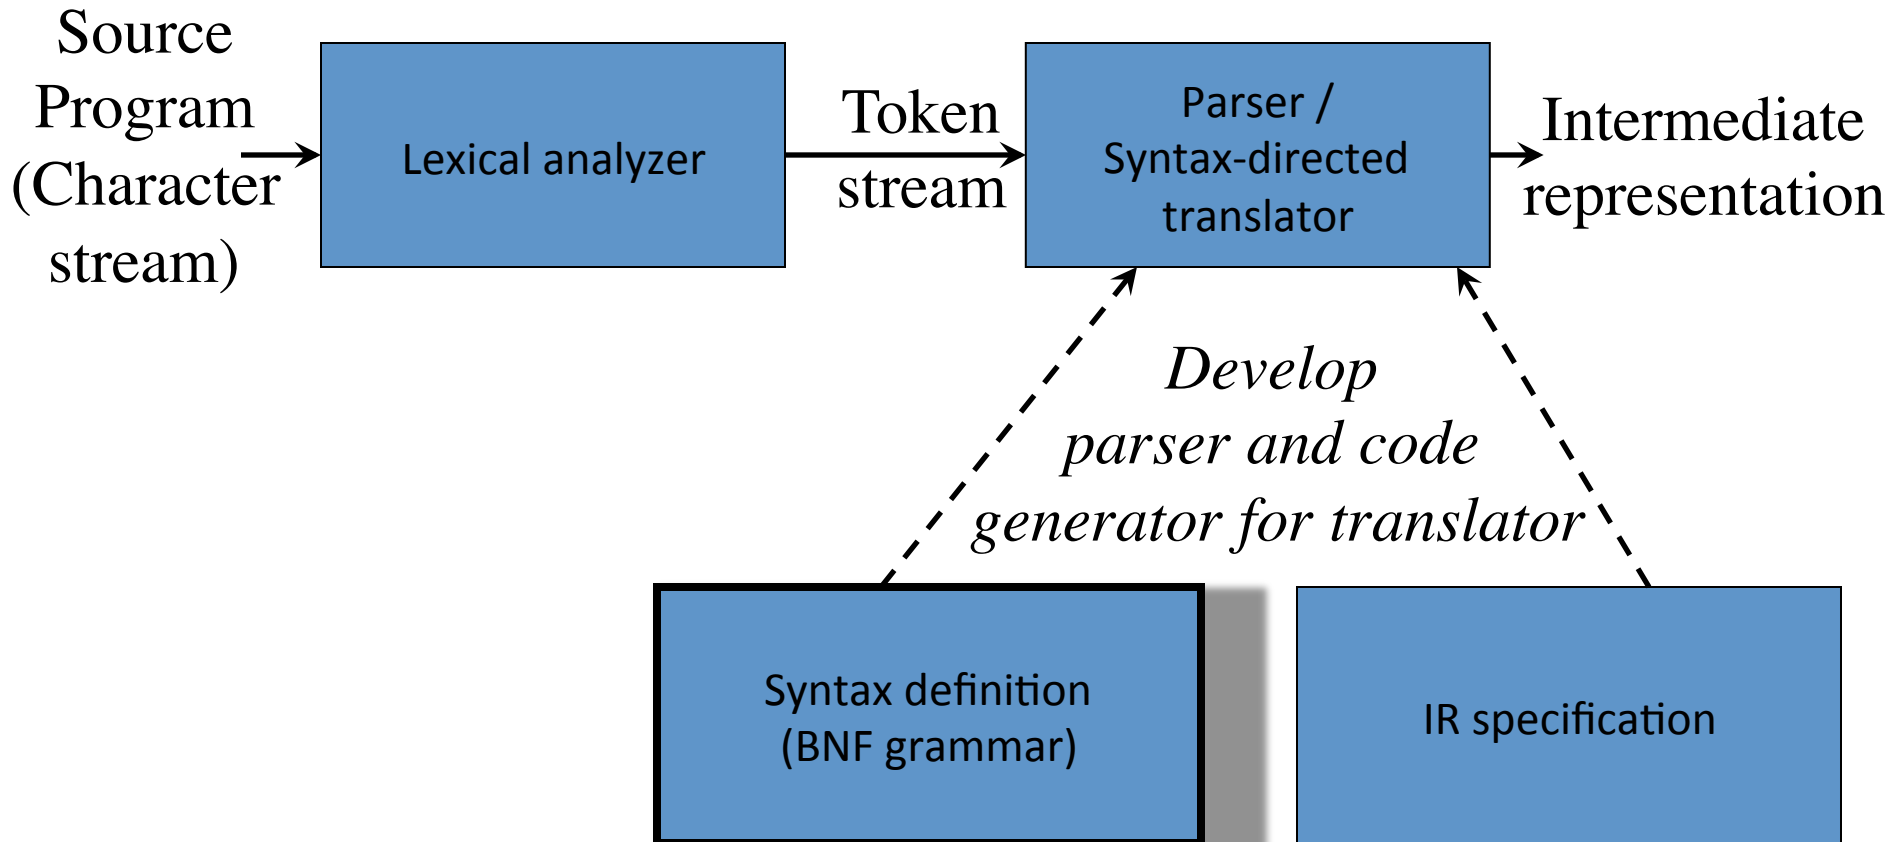 Source
Program
(Character
stream)
Lexical analyzer
Token
stream
Parser /
Syntax-directed
translator
Intermediate
representation
Develop
parser and code
generator for translator
Syntax definition
(BNF grammar)
IR specification